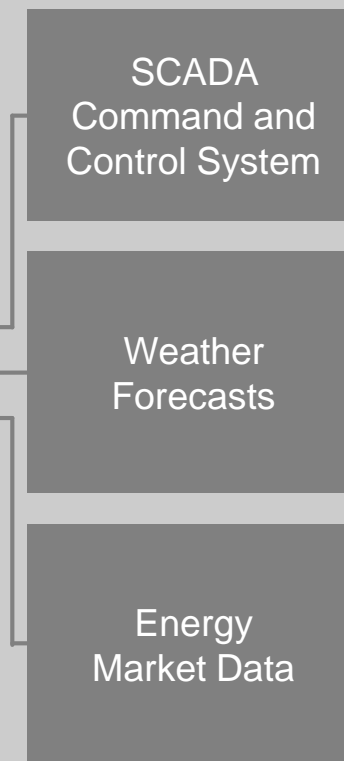 SCADA
Command and
Control System
Weather
Forecasts
Energy
Market Data